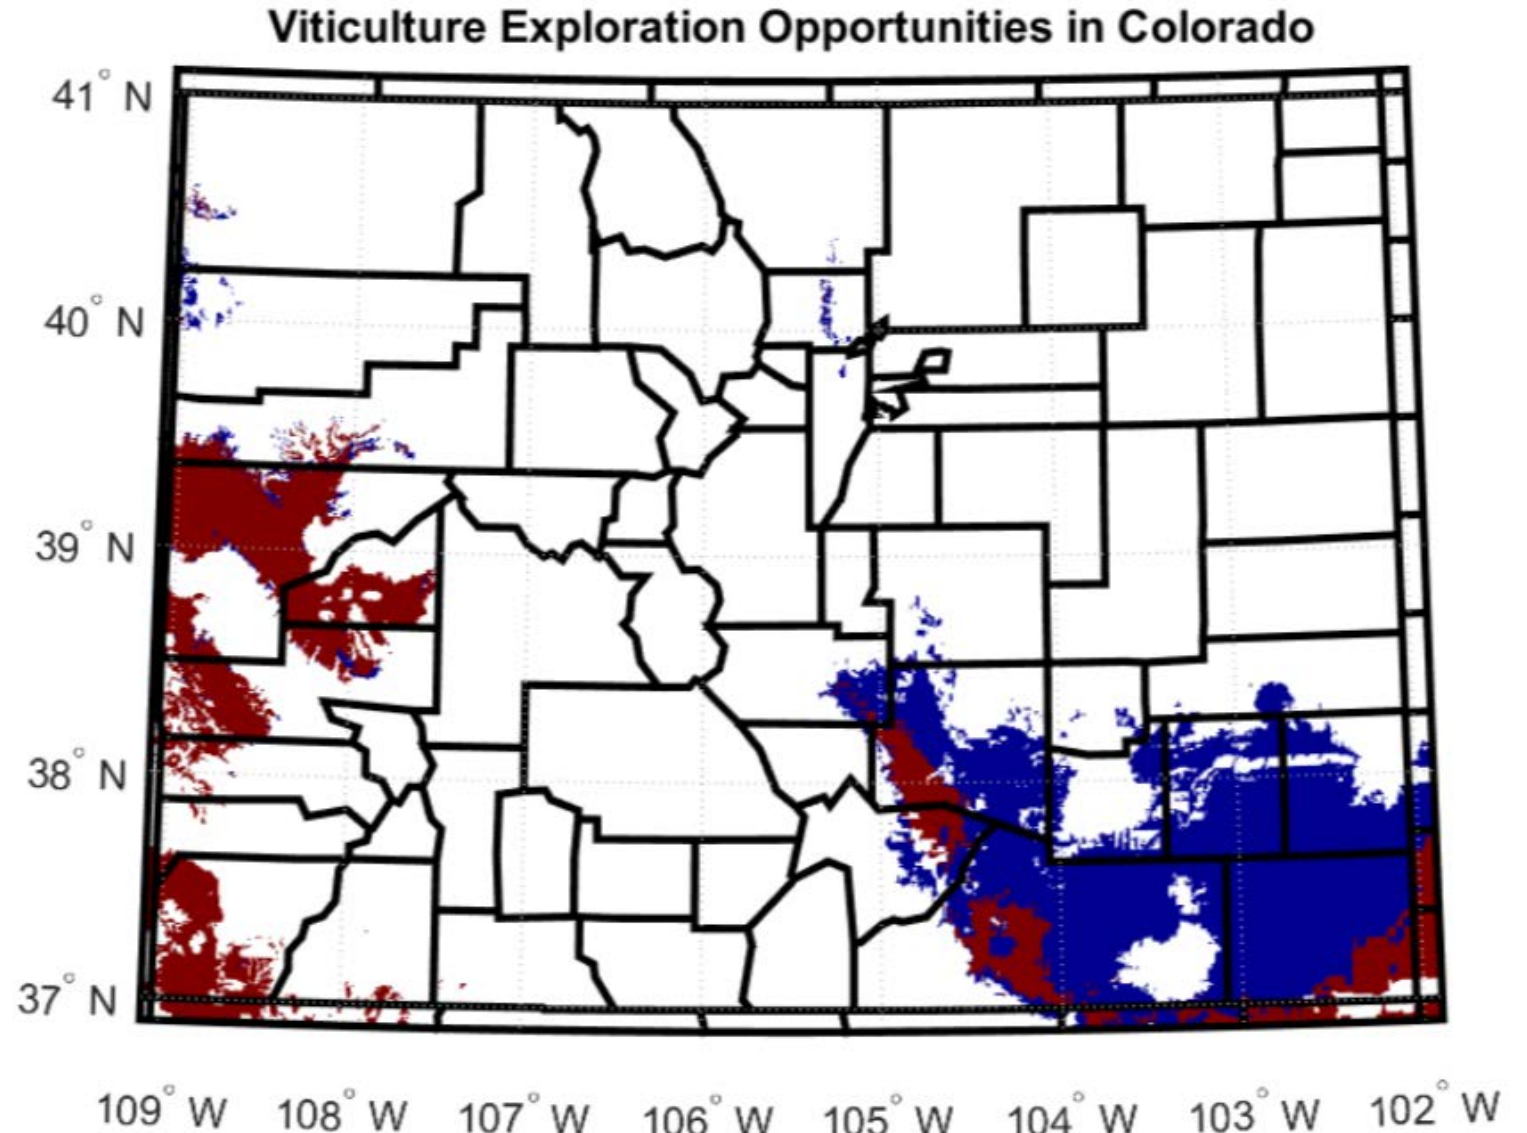 Viticulture Exploration Opportunities in Colorado
41° N
40° N
39° N
38° N
37° N
109° W 108° W 107° W 106° W 105° W 104° W 103° W 102° W